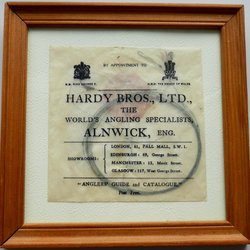 BY APPOINTMENT TO
H.M. KING GEORGE V. H.R.H. THE PRINCE OF WALES.
HARDY BROS., LTD.,
THE
WORLD'S ANGLING SPECIALISTS,
ALNWICK, ENG.
SHOWROOMS:
LONDON, 61, PALL MALL, S.W. 1.
EDINBURGH: 69, George Street.
MANCHESTER: 12, Moult Street.
GLASGOW: 117, West George Street.
"ANGLERS' GUIDE and CATALOGUE,"
Post Free.